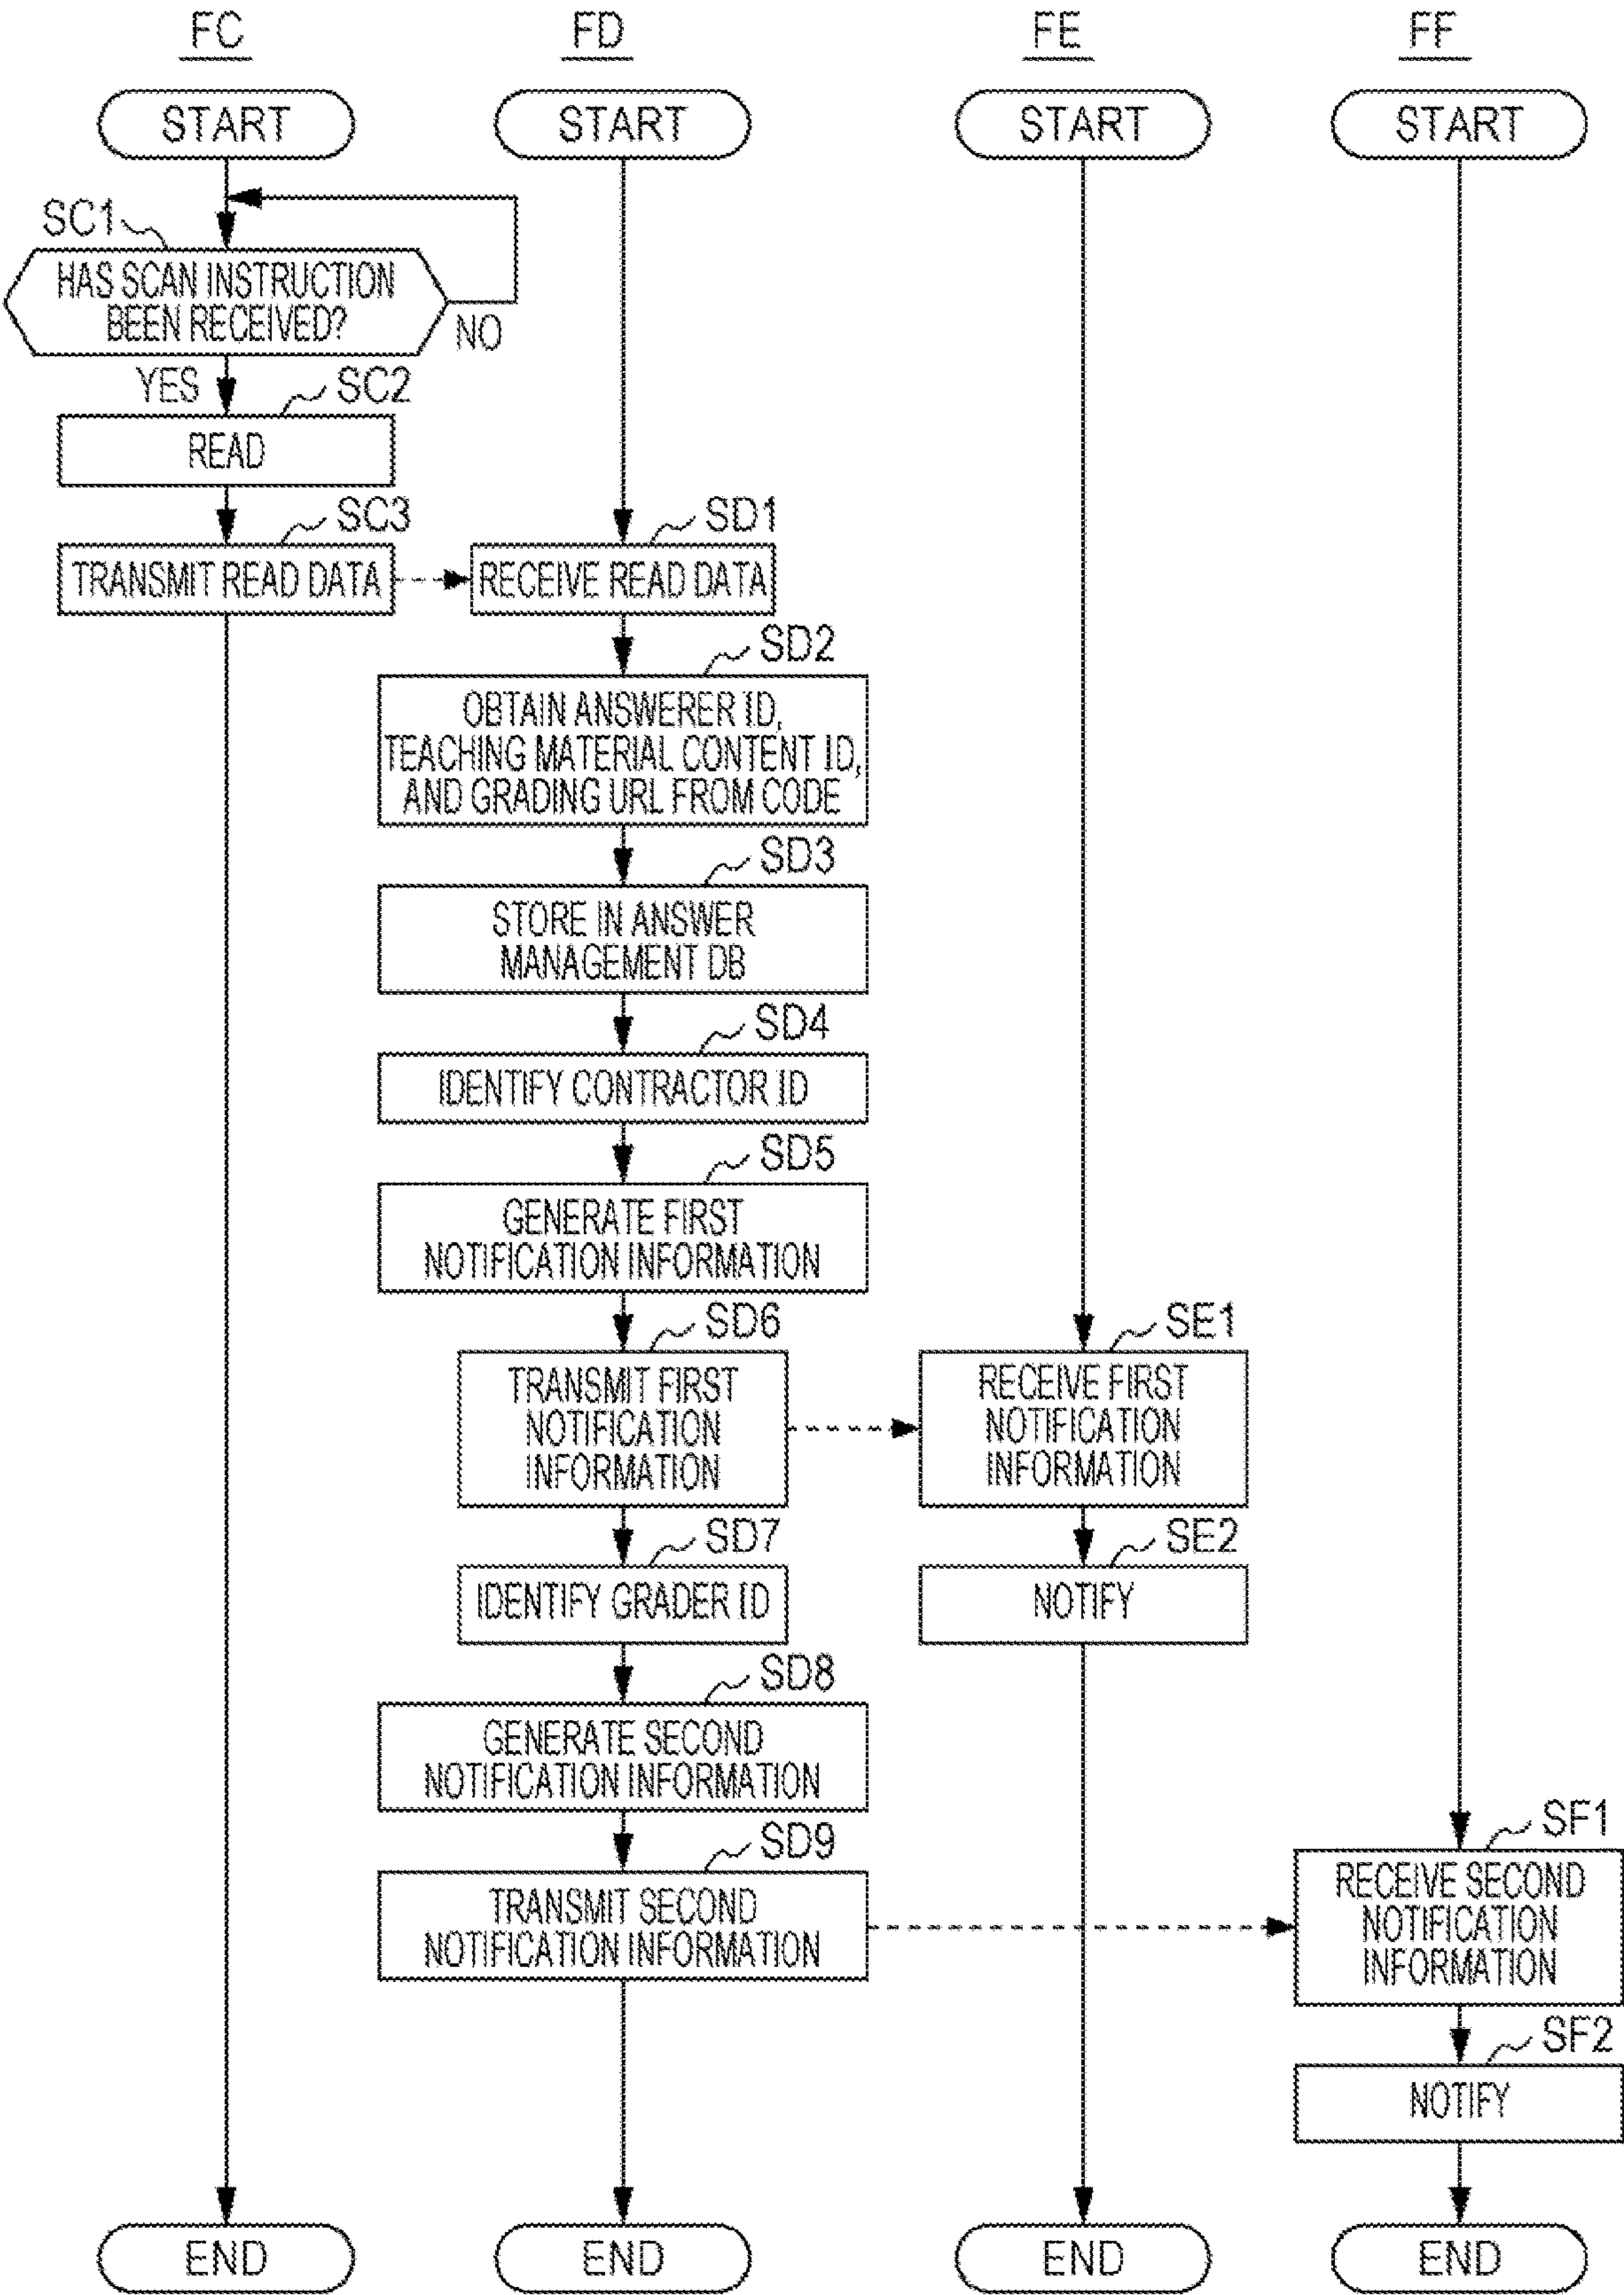 FC
FD
FE
FF
START
START
START
START
SC1
HAS SCAN INSTRUCTION
BEEN RECEIVED?
NO
YES
SC2
READ
SC3
TRANSMIT READ DATA
SD1
RECEIVE READ DATA
SD2
OBTAIN ANSWERER ID,
TEACHING MATERIAL CONTENT ID,
AND GRADING URL FROM CODE
SD3
STORE IN ANSWER
MANAGEMENT DB
SD4
IDENTIFY CONTRACTOR ID
SD5
GENERATE FIRST
NOTIFICATION INFORMATION
SD6
TRANSMIT FIRST
NOTIFICATION
INFORMATION
SE1
RECEIVE FIRST
NOTIFICATION
INFORMATION
SD7
IDENTIFY GRADER ID
SE2
NOTIFY
SD8
GENERATE SECOND
NOTIFICATION INFORMATION
SD9
TRANSMIT SECOND
NOTIFICATION INFORMATION
SF1
RECEIVE SECOND
NOTIFICATION
INFORMATION
SF2
NOTIFY
END
END
END
END